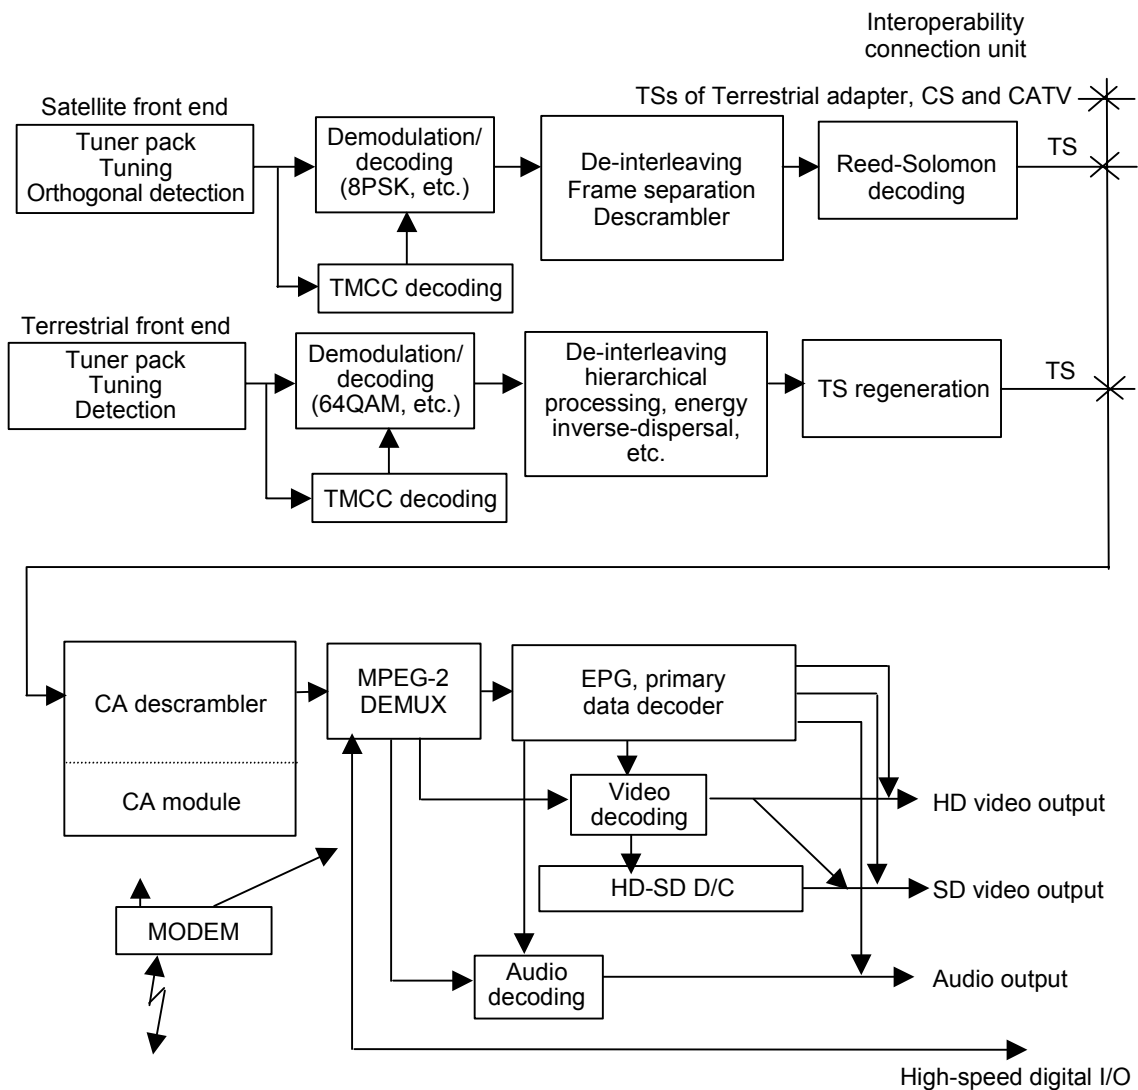 Interoperability
connection unit
TSs of Terrestrial adapter, CS and CATV
Satellite front end
Tuner pack
Tuning
Orthogonal detection
Demodulation/
decoding
(8PSK, etc.)
De-interleaving
Frame separation
Descrambler
Reed-Solomon
decoding
TS
TMCC decoding
Terrestrial front end
Tuner pack
Tuning
Detection
Demodulation/
decoding
(64QAM, etc.)
De-interleaving
hierarchical
processing, energy
inverse-dispersal,
etc.
TS regeneration
TS
TMCC decoding
CA descrambler
CA module
MPEG-2
DEMUX
EPG, primary
data decoder
Video
decoding
HD video output
HD-SD D/C
SD video output
MODEM
Audio
decoding
Audio output
High-speed digital I/O